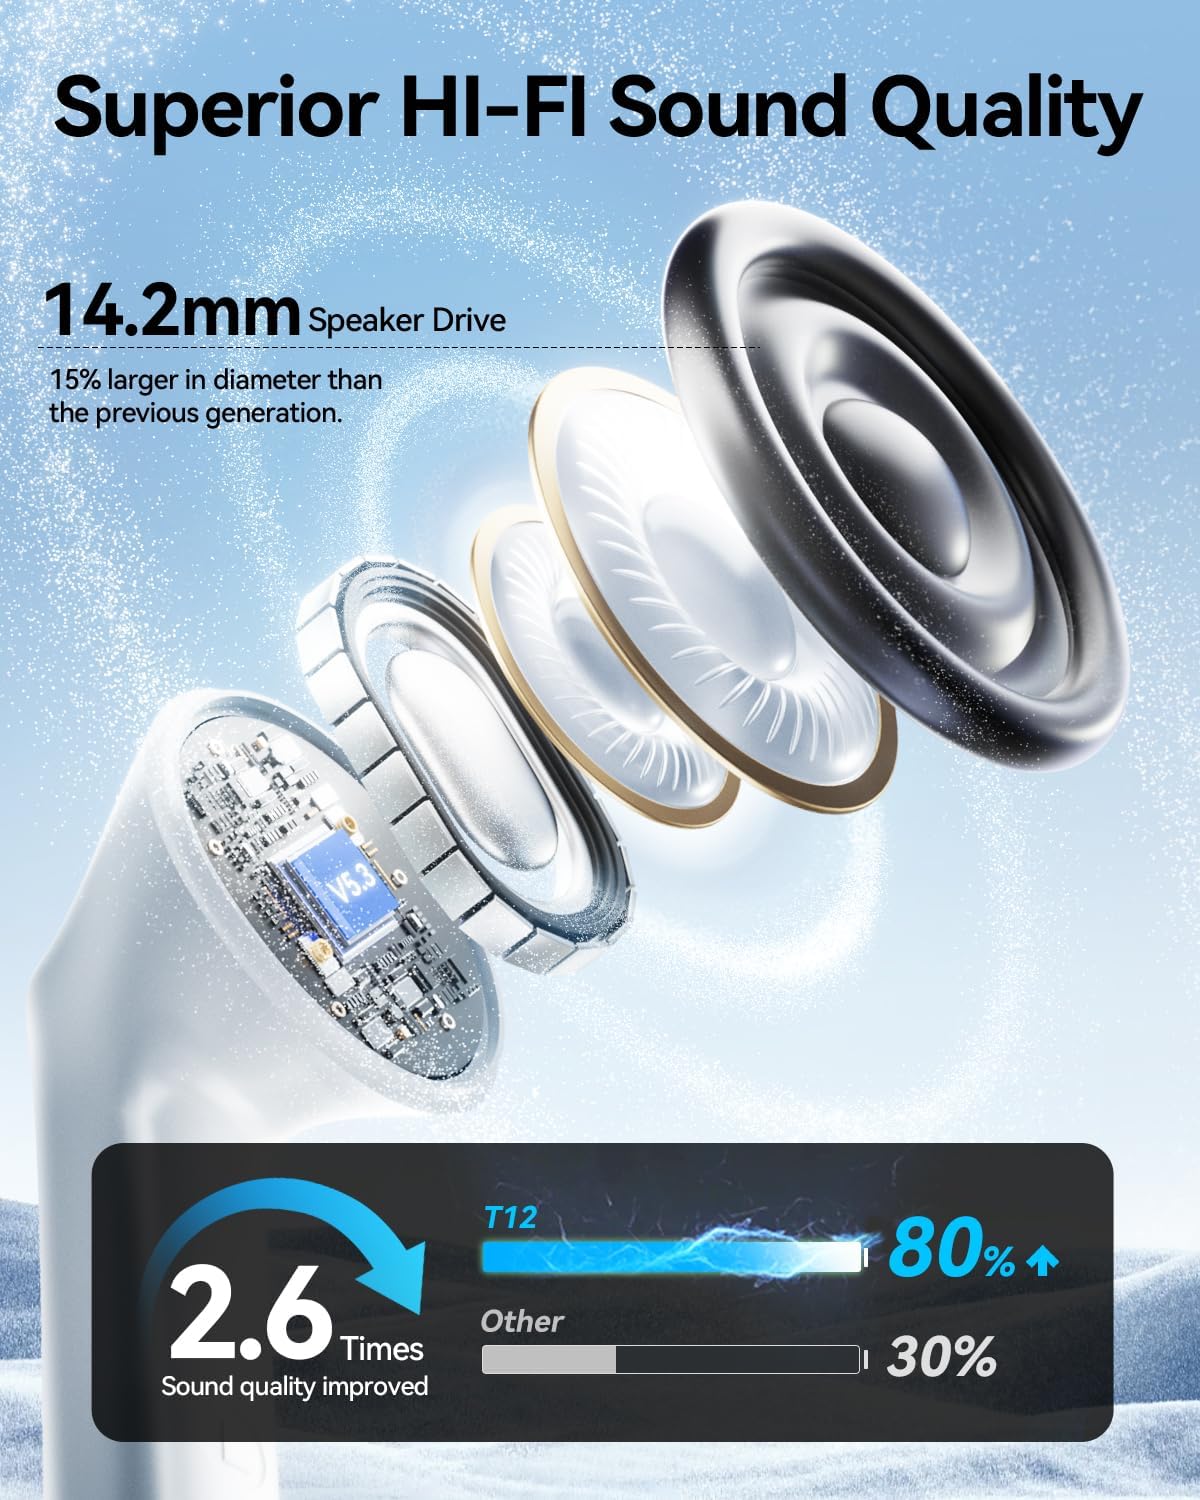 Superior HI-FI Sound Quality
14.2mm Speaker Drive
15% larger in diameter than
the previous generation.
V5.3
T12
80%
2.6 Times
Sound quality improved
Other
30%